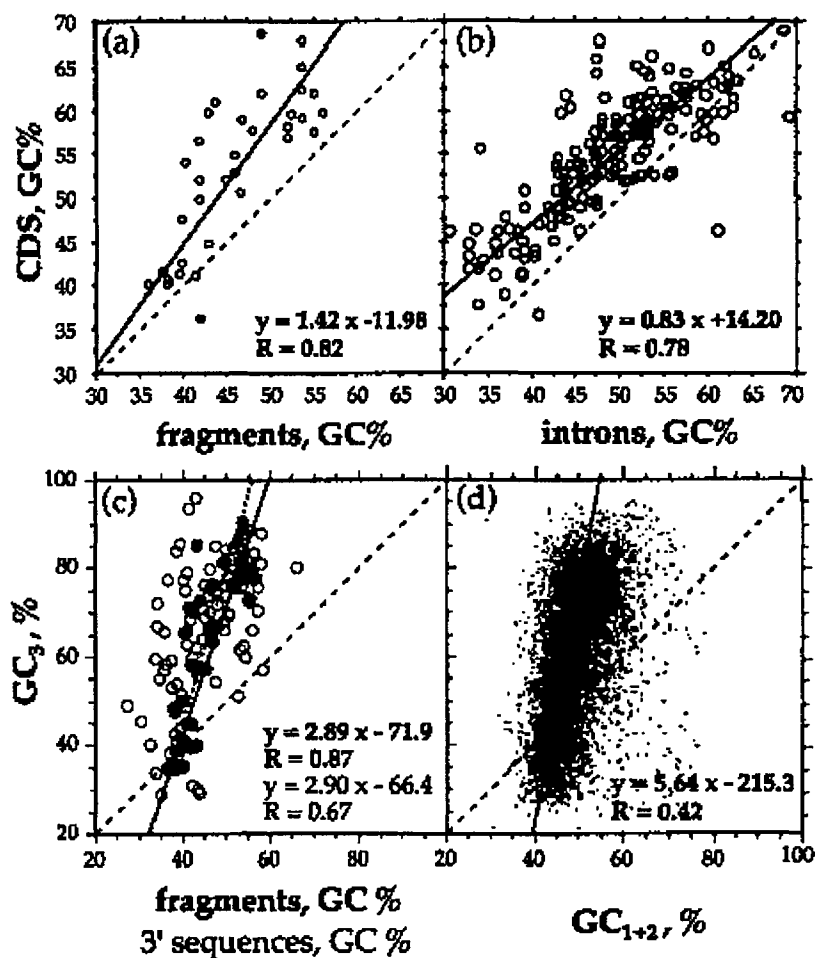 (a)
(b)
CDS, GC%
70
65
60
55
50
45
40
35
30
y = 1.42 x -11.98
R = 0.82
y = 0.83 x +14.20
R = 0.78
30 35 40 45 50 55 60 65
30 35 40 45 50 55 60 65 70
fragments, GC%
introns, GC%
(c)
(d)
GC3, %
100
80
60
40
20
y = 2.89 x - 71.9
R = 0.87
y = 2.90 x - 66.4
R = 0.67
y = 5.64 x - 215.3
R = 0.42
20 40 60 80
20 40 60 80 100
fragments, GC %
3' sequences, GC %
GC1+2, %